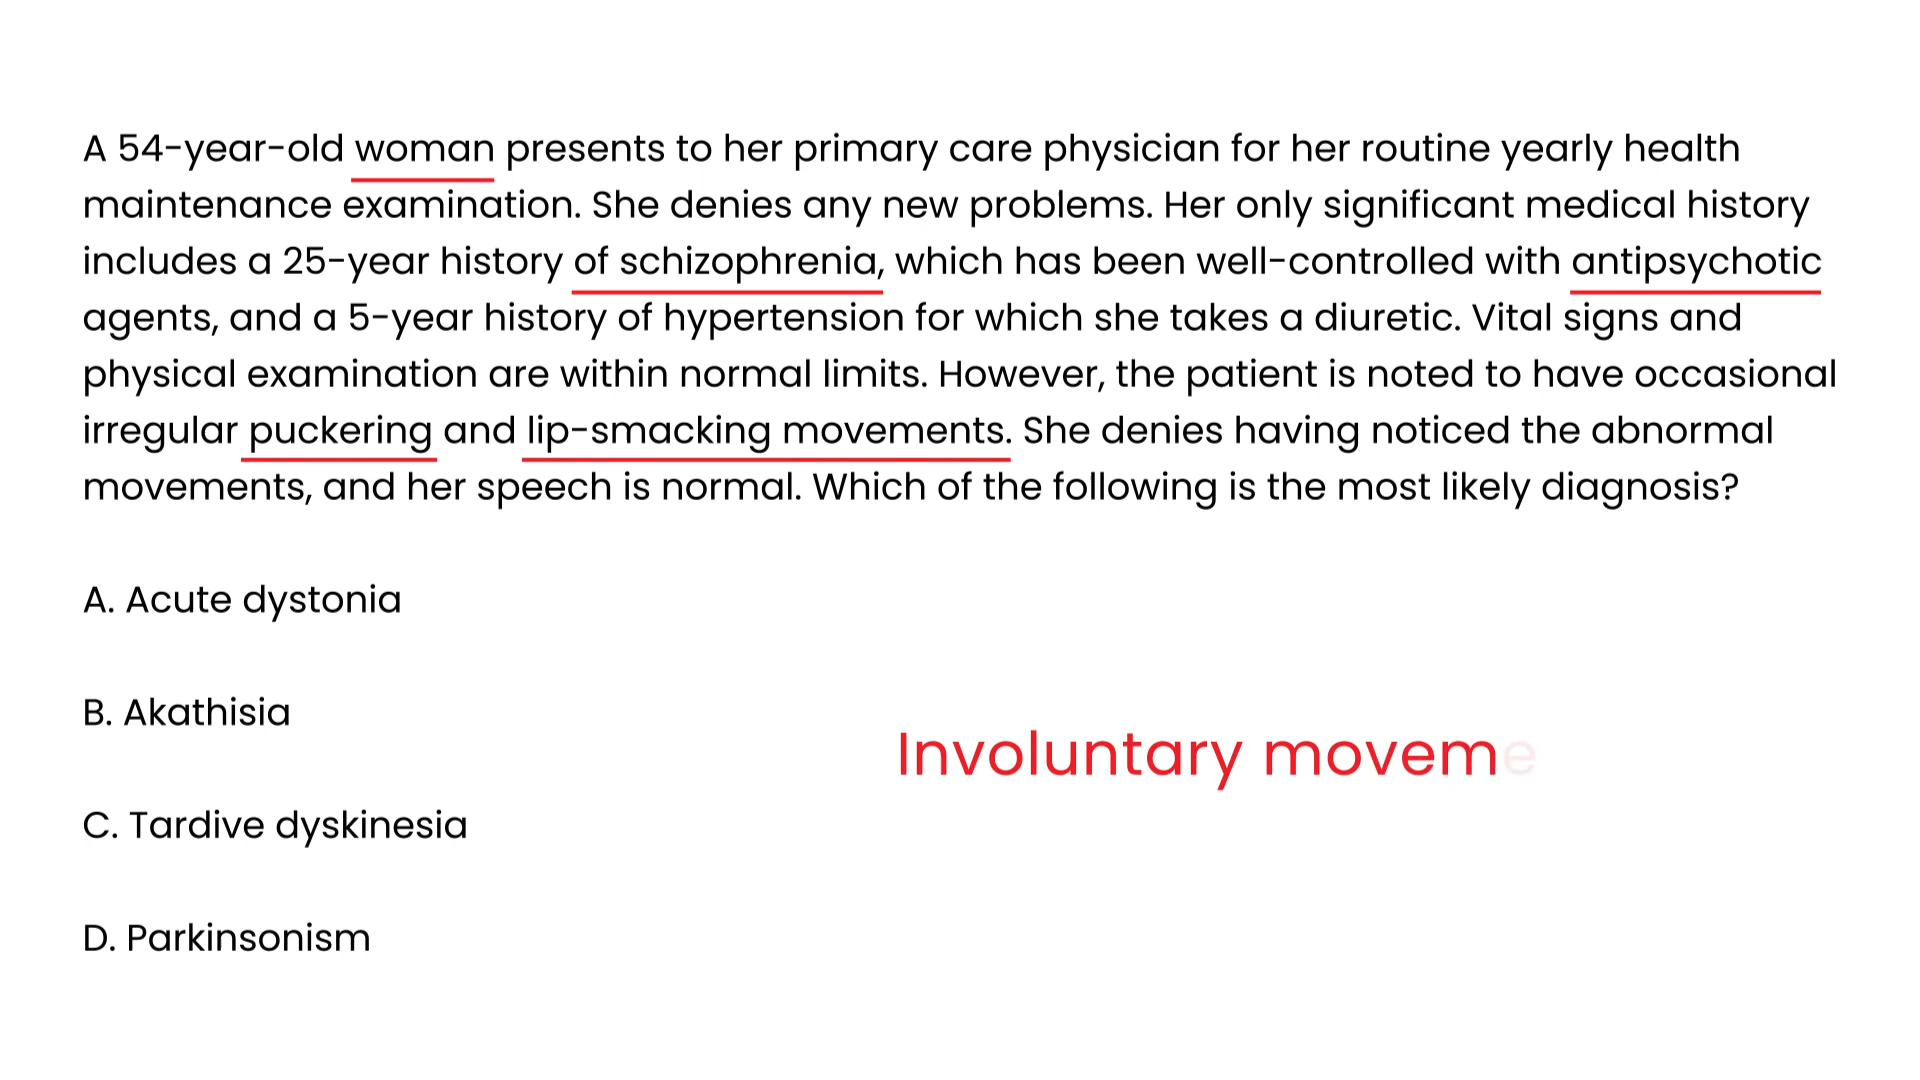 A 54-year-old woman presents to her primary care physician for her routine yearly health
maintenance examination. She denies any new problems. Her only significant medical history
includes a 25-year history of schizophrenia, which has been well-controlled with antipsychotic
agents, and a 5-year history of hypertension for which she takes a diuretic. Vital signs and
physical examination are within normal limits. However, the patient is noted to have occasional
irregular puckering and lip-smacking movements. She denies having noticed the abnormal
movements, and her speech is normal. Which of the following is the most likely diagnosis?
A. Acute dystonia
B. Akathisia
Involuntary moveme
C. Tardive dyskinesia
D. Parkinsonism